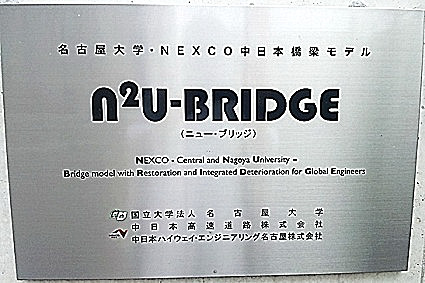 名古屋大学・NEXCO中日本橋梁モデル
n²U-BRIDGE
(ニュー・ブリッジ)
NEXCO - Central and Nagoya University -
Bridge model with Restoration and Integrated Deterioration for Global Engineers
国立大学法人 名古屋大学
中日本高速道路株式会社
中日本ハイウェイ・エンジニアリング名古屋株式会社